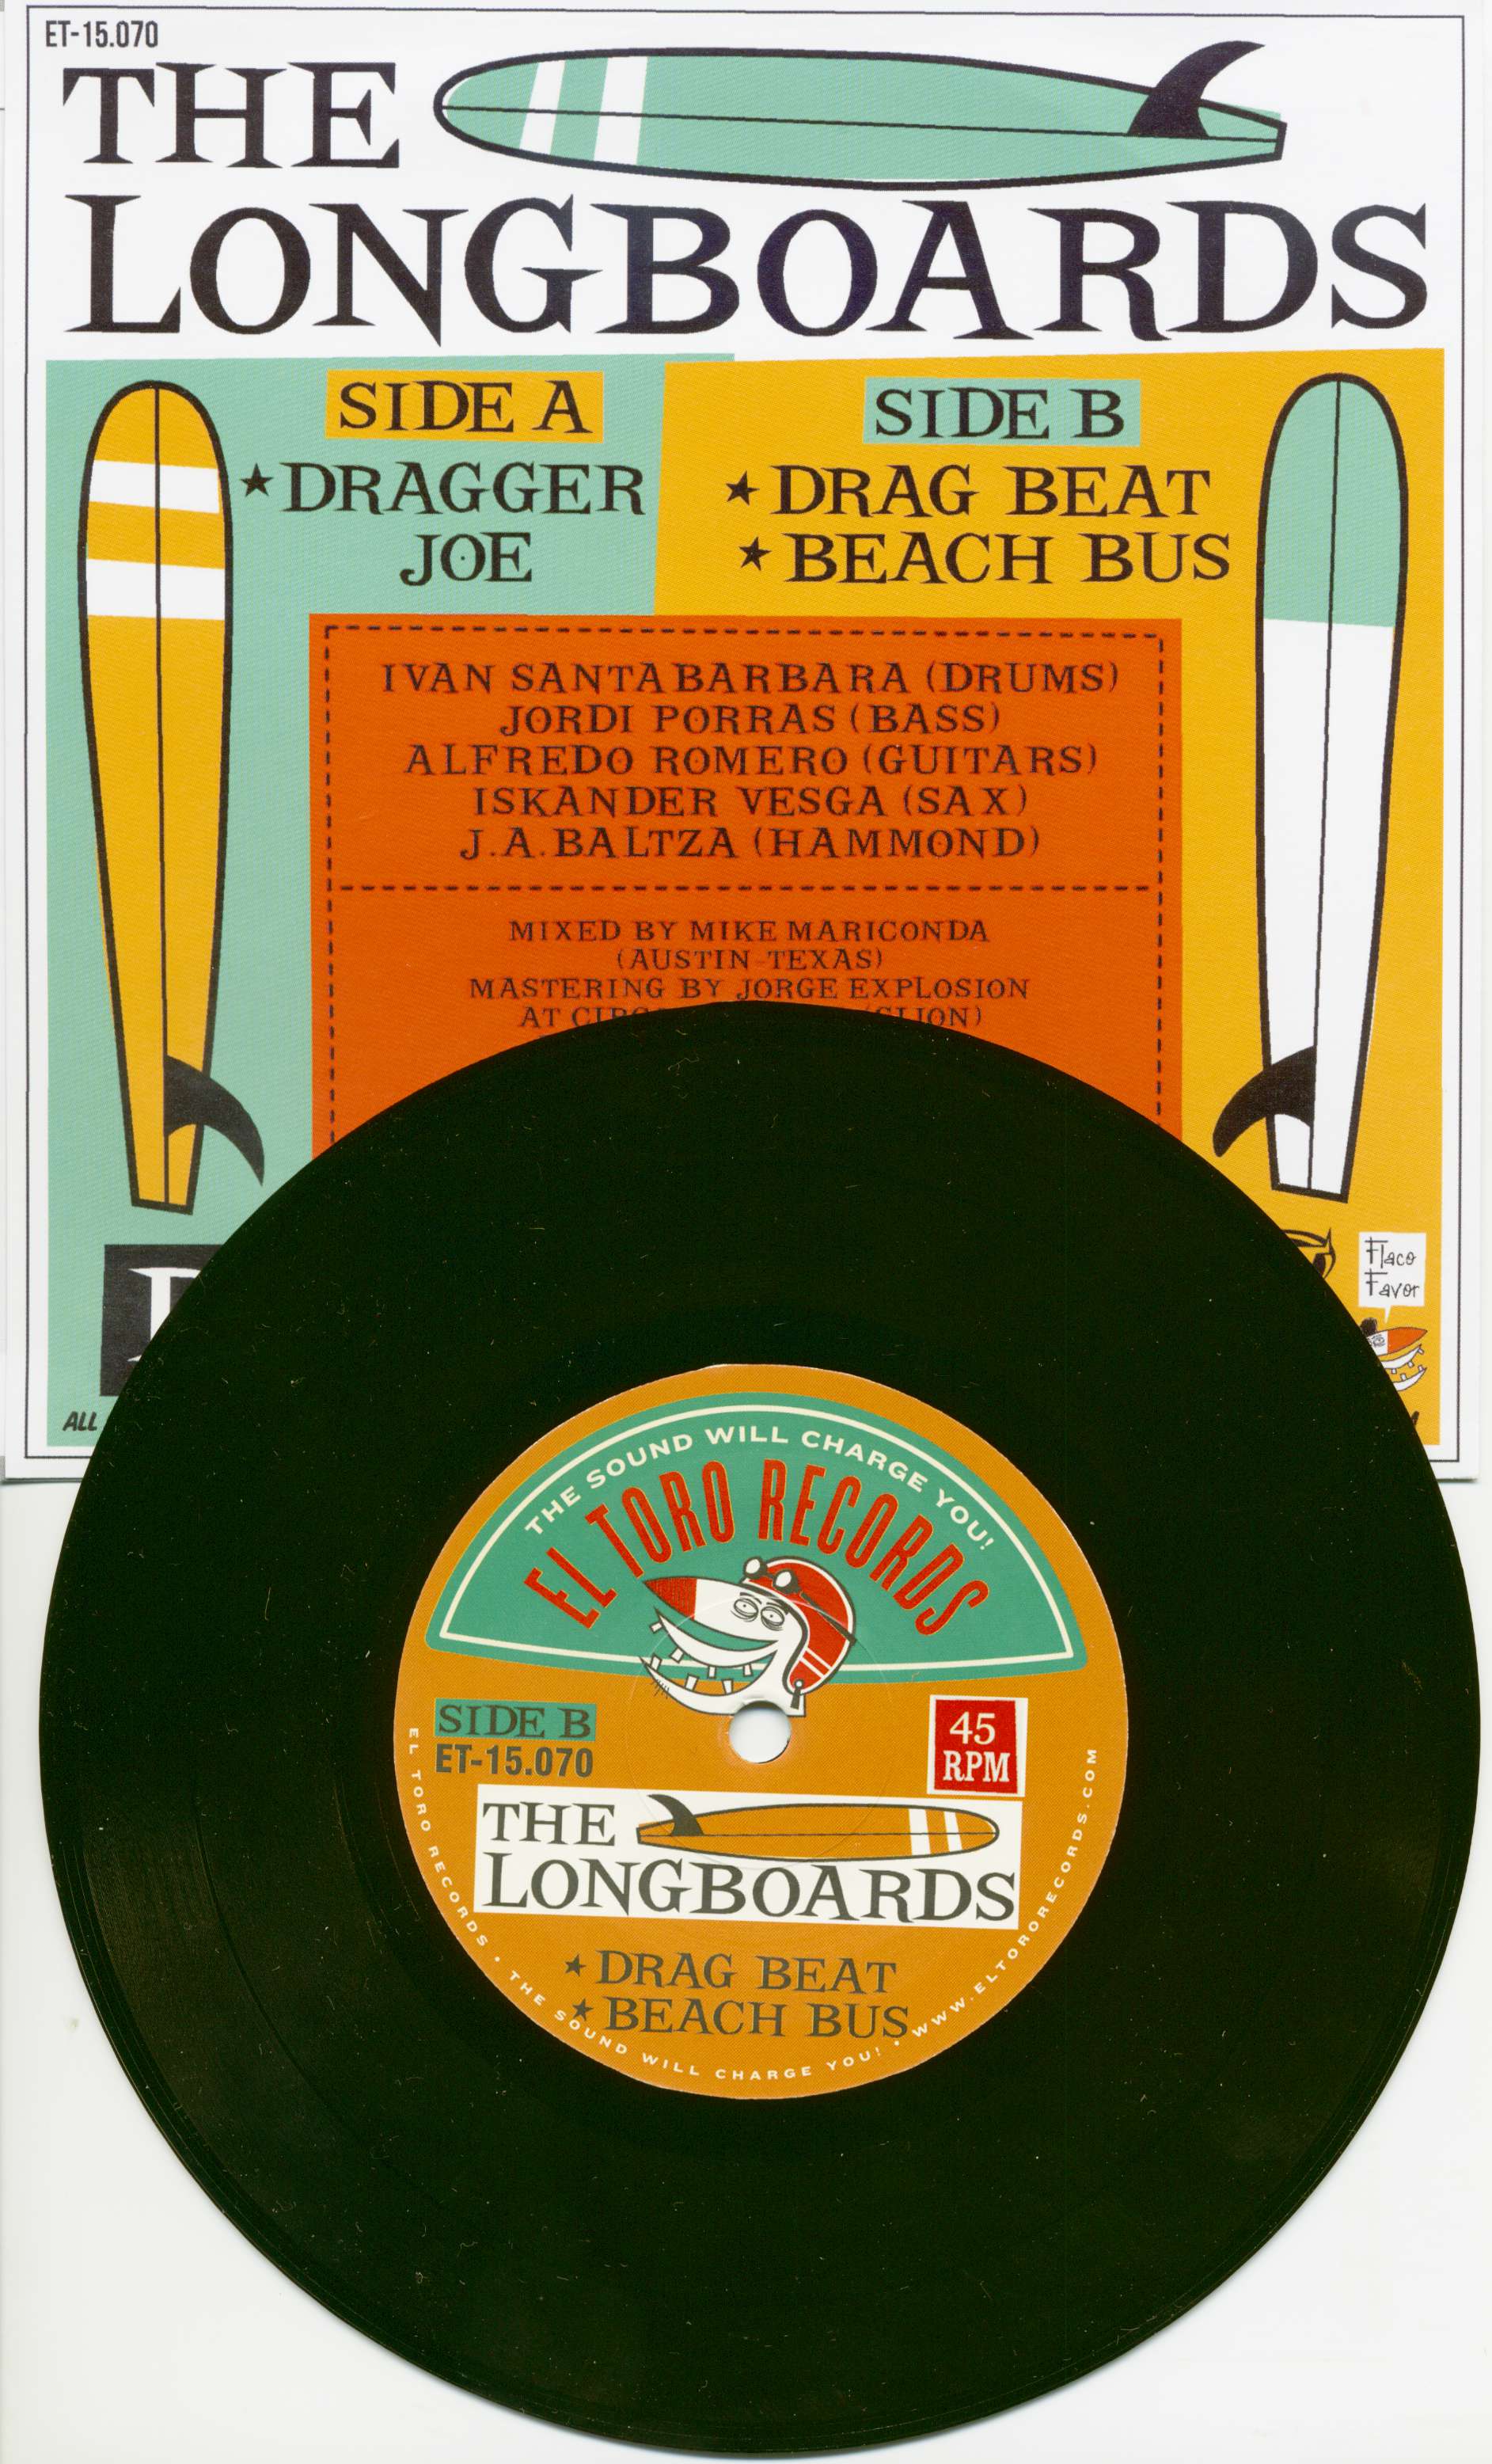 ET-15.070
THE
LONGBOARDS
SIDE A
★DRAGGER
JOE
SIDE B
★DRAG BEAT
★BEACH BUS
IVAN SANTABARBARA (DRUMS)
JORDI PORRAS (BASS)
ALFREDO ROMERO (GUITARS)
ISKANDER VESGA (SAX)
J.A.BALTZA (HAMMOND)
MIXED BY MIKE MARICONDA
(AUSTIN-TEXAS)
MASTERING BY JORGE EXPLOSION
AT
Flaco
Favor
ALL
THE SOUND WILL CHARGE YOU!
EL TORO RECORDS
SIDE B
ET-15.070
45
RPM
THE
LONGBOARDS
★DRAG BEAT
★BEACH BUS
EL TORO RECORDS • THE SOUND WILL CHARGE YOU! • WWW.ELTORORECORDS.COM